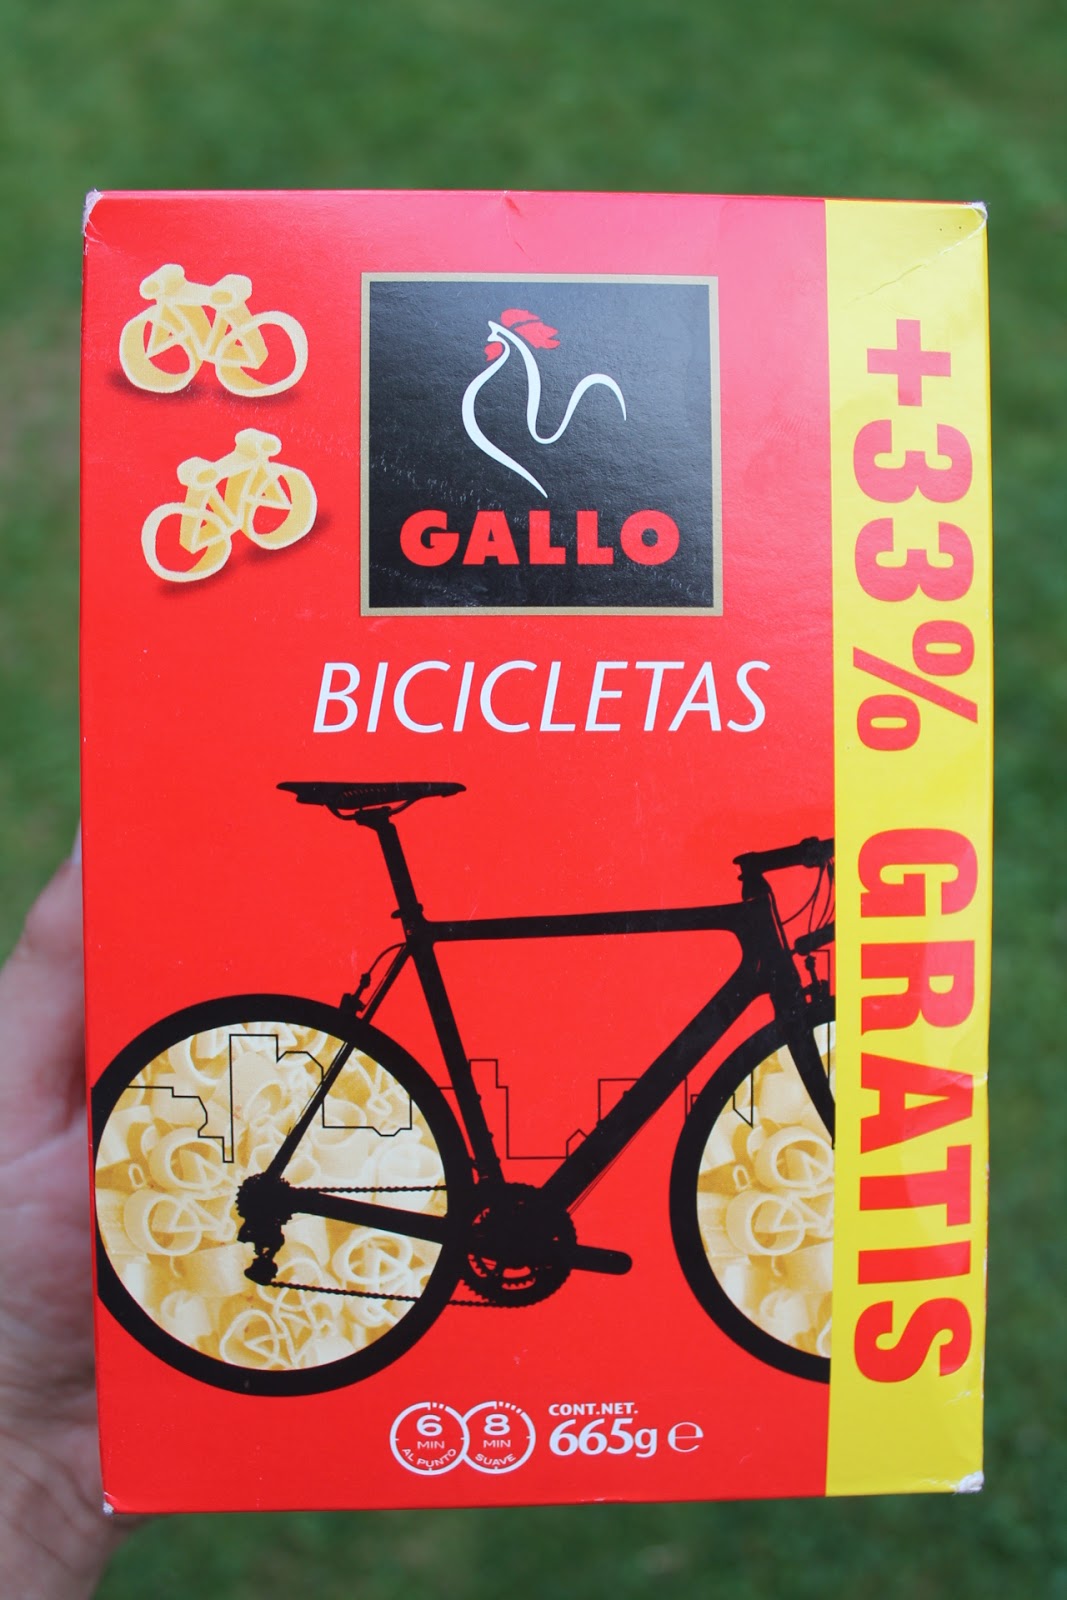 GALLO
BICICLETAS
+33% GRATIS
6
MIN
AL PUNTO
8
MIN
SUAVE
CONT.NET.
665g ℮